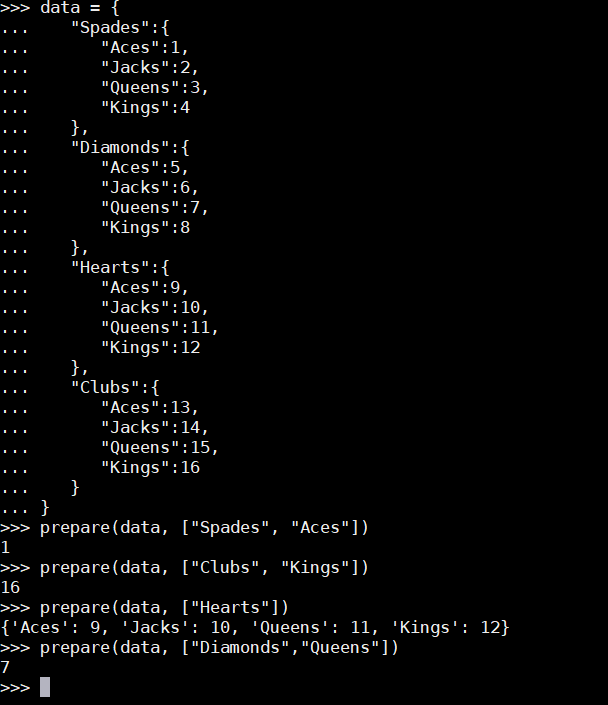 >>> data = {
...    "Spades":{
...       "Aces":1,
...       "Jacks":2,
...       "Queens":3,
...       "Kings":4
...    },
...    "Diamonds":{
...       "Aces":5,
...       "Jacks":6,
...       "Queens":7,
...       "Kings":8
...    },
...    "Hearts":{
...       "Aces":9,
...       "Jacks":10,
...       "Queens":11,
...       "Kings":12
...    },
...    "Clubs":{
...       "Aces":13,
...       "Jacks":14,
...       "Queens":15,
...       "Kings":16
...    }
... }
>>> prepare(data, ["Spades", "Aces"])
1
>>> prepare(data, ["Clubs", "Kings"])
16
>>> prepare(data, ["Hearts"])
{'Aces': 9, 'Jacks': 10, 'Queens': 11, 'Kings': 12}
>>> prepare(data, ["Diamonds","Queens"])
7
>>>